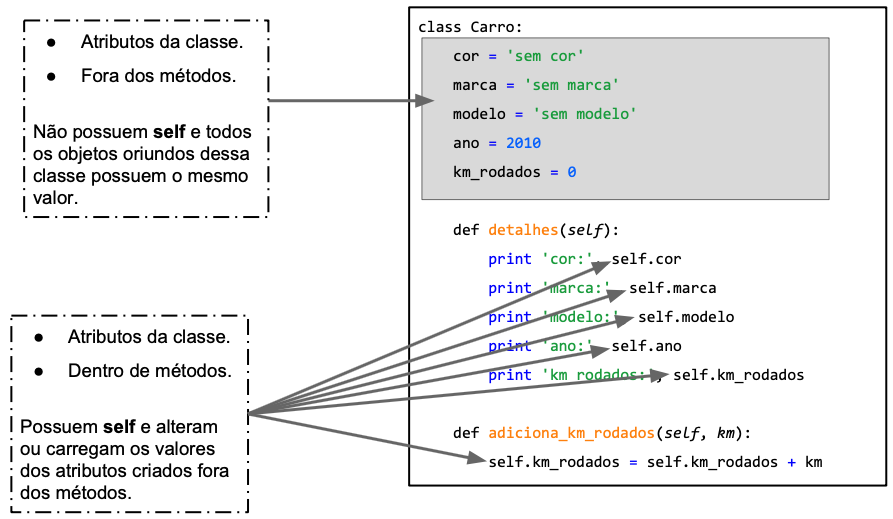 ● Atributos da classe.
● Fora dos métodos.
Não possuem self e todos
os objetos oriundos dessa
classe possuem o mesmo
valor.
● Atributos da classe.
● Dentro de métodos.
Possuem self e alteram
ou carregam os valores
dos atributos criados fora
dos métodos.
class Carro:
cor = 'sem cor'
marca = 'sem marca'
modelo = 'sem modelo'
ano = 2010
km_rodados = 0
def detalhes(self):
print 'cor:', self.cor
print 'marca:' self.marca
print 'modelo:' self.modelo
print 'ano:', self.ano
print 'km rodados: , self.km_rodados
def adiciona_km_rodados(self, km):
self.km_rodados = self.km_rodados + km